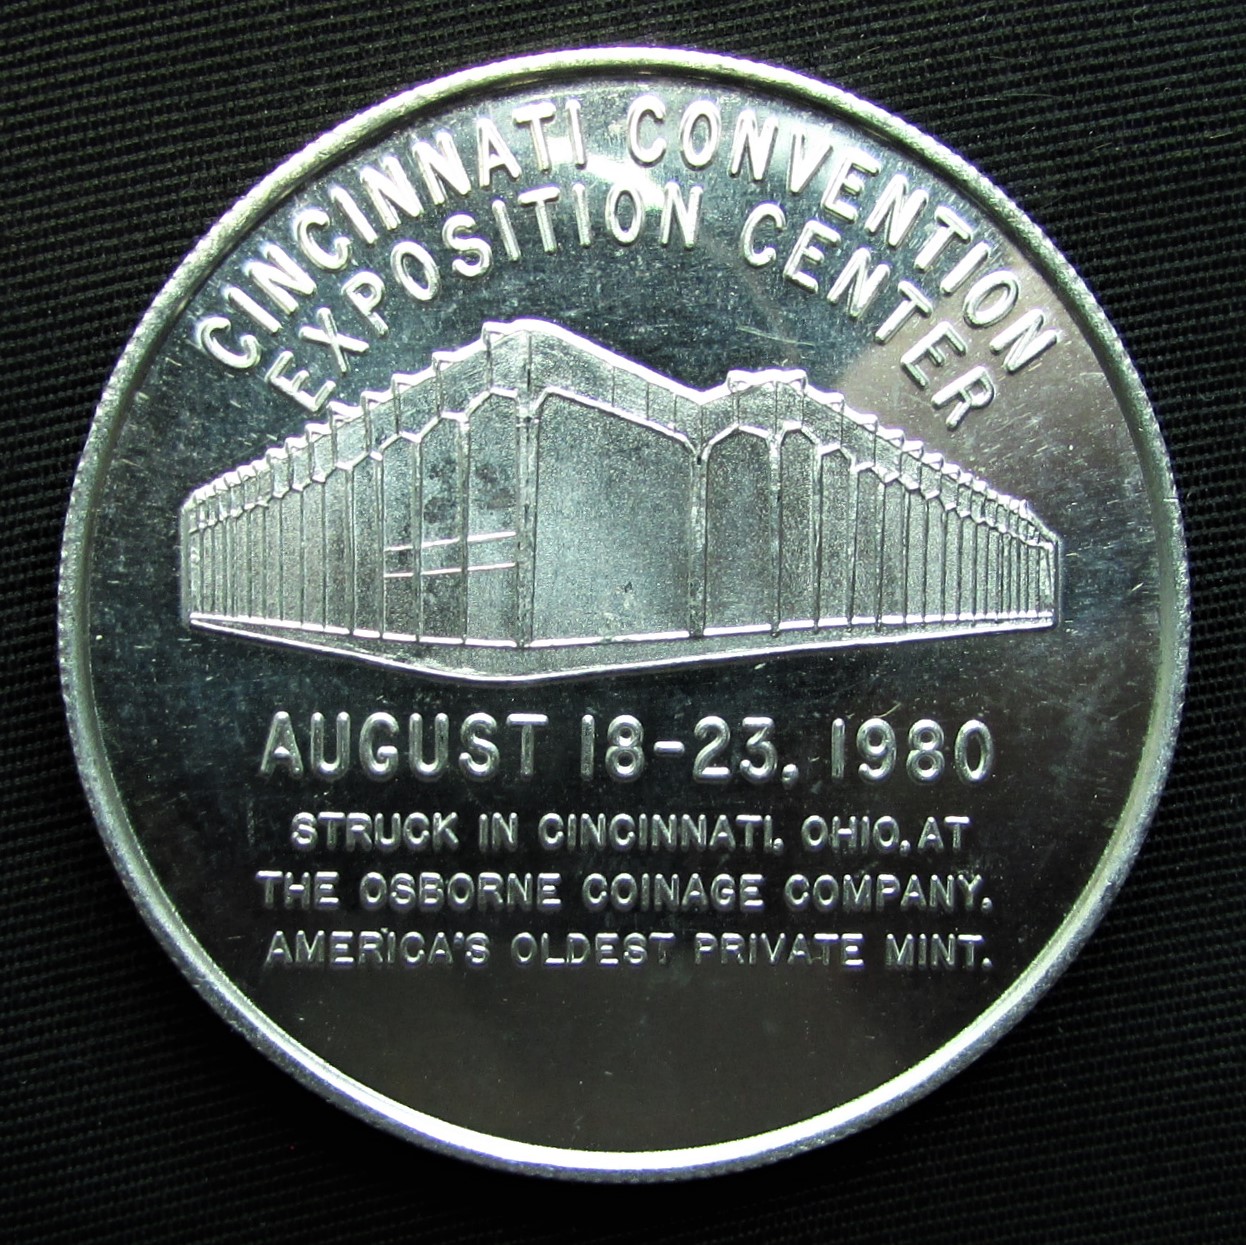 CINCINNATI CONVENTION
EXPOSITION CENTER
AUGUST 18-23, 1980
STRUCK IN CINCINNATI, OHIO, AT
THE OSBORNE COINAGE COMPANY.
AMERICA'S OLDEST PRIVATE MINT.